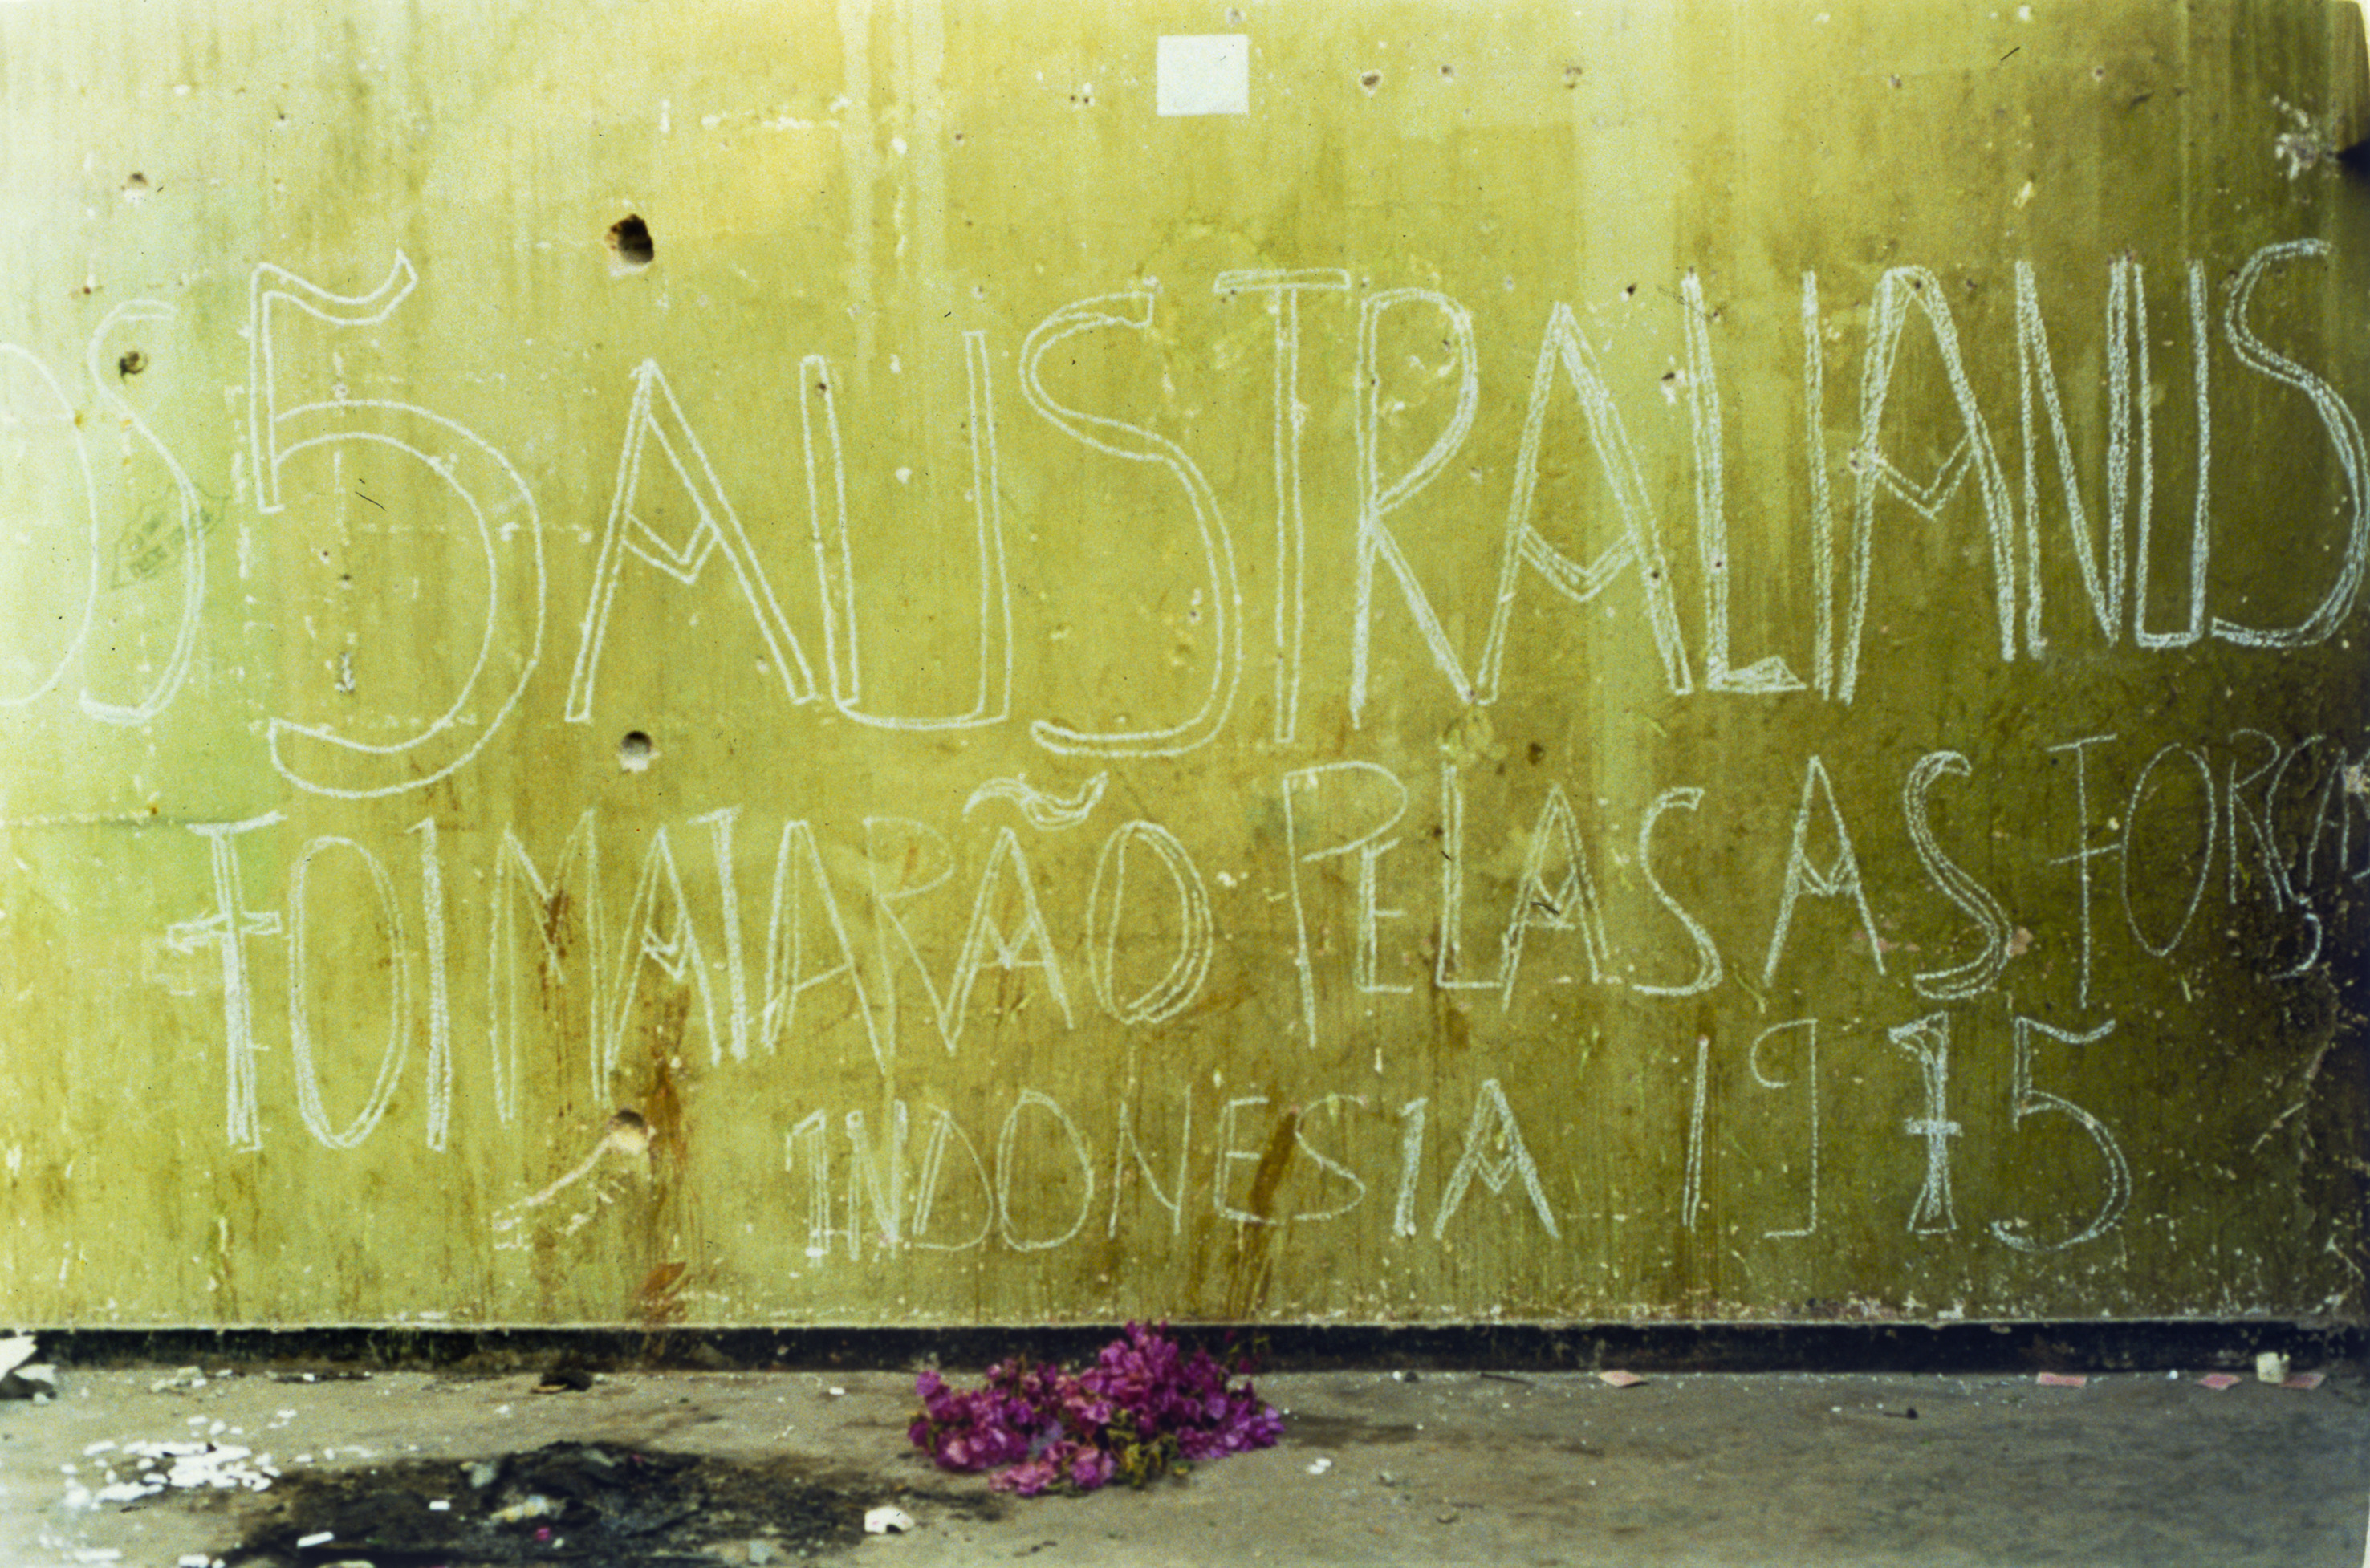 OS 5 AUSTRALIANUS
FOI MATARÃO PELAS AS FORÇA
INDONESIA 1975